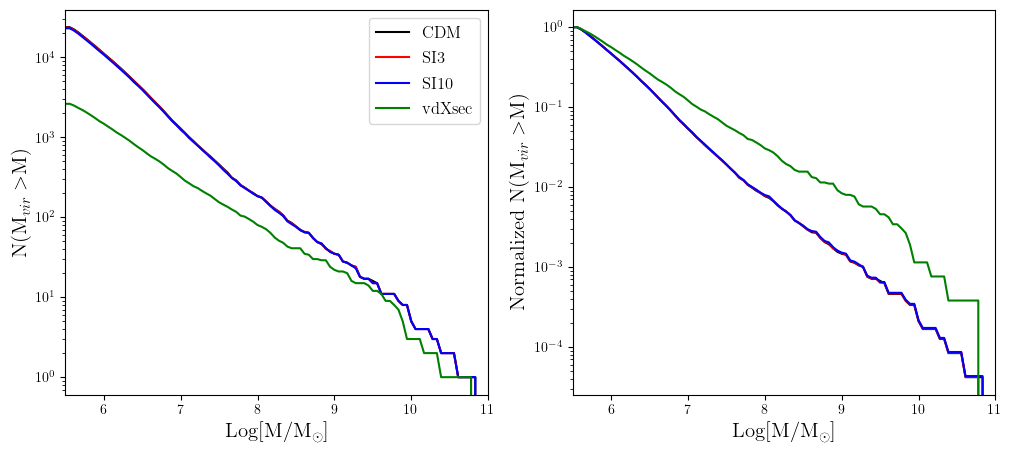 CDM
SI3
SI10
vdXsec
N(M_vir >M)
10^4
10^3
10^2
10^1
10^0
6 7 8 9 10 11
Log[M/M_⊙]
Normalized N(M_vir >M)
10^0
10^-1
10^-2
10^-3
10^-4
6 7 8 9 10 11
Log[M/M_⊙]